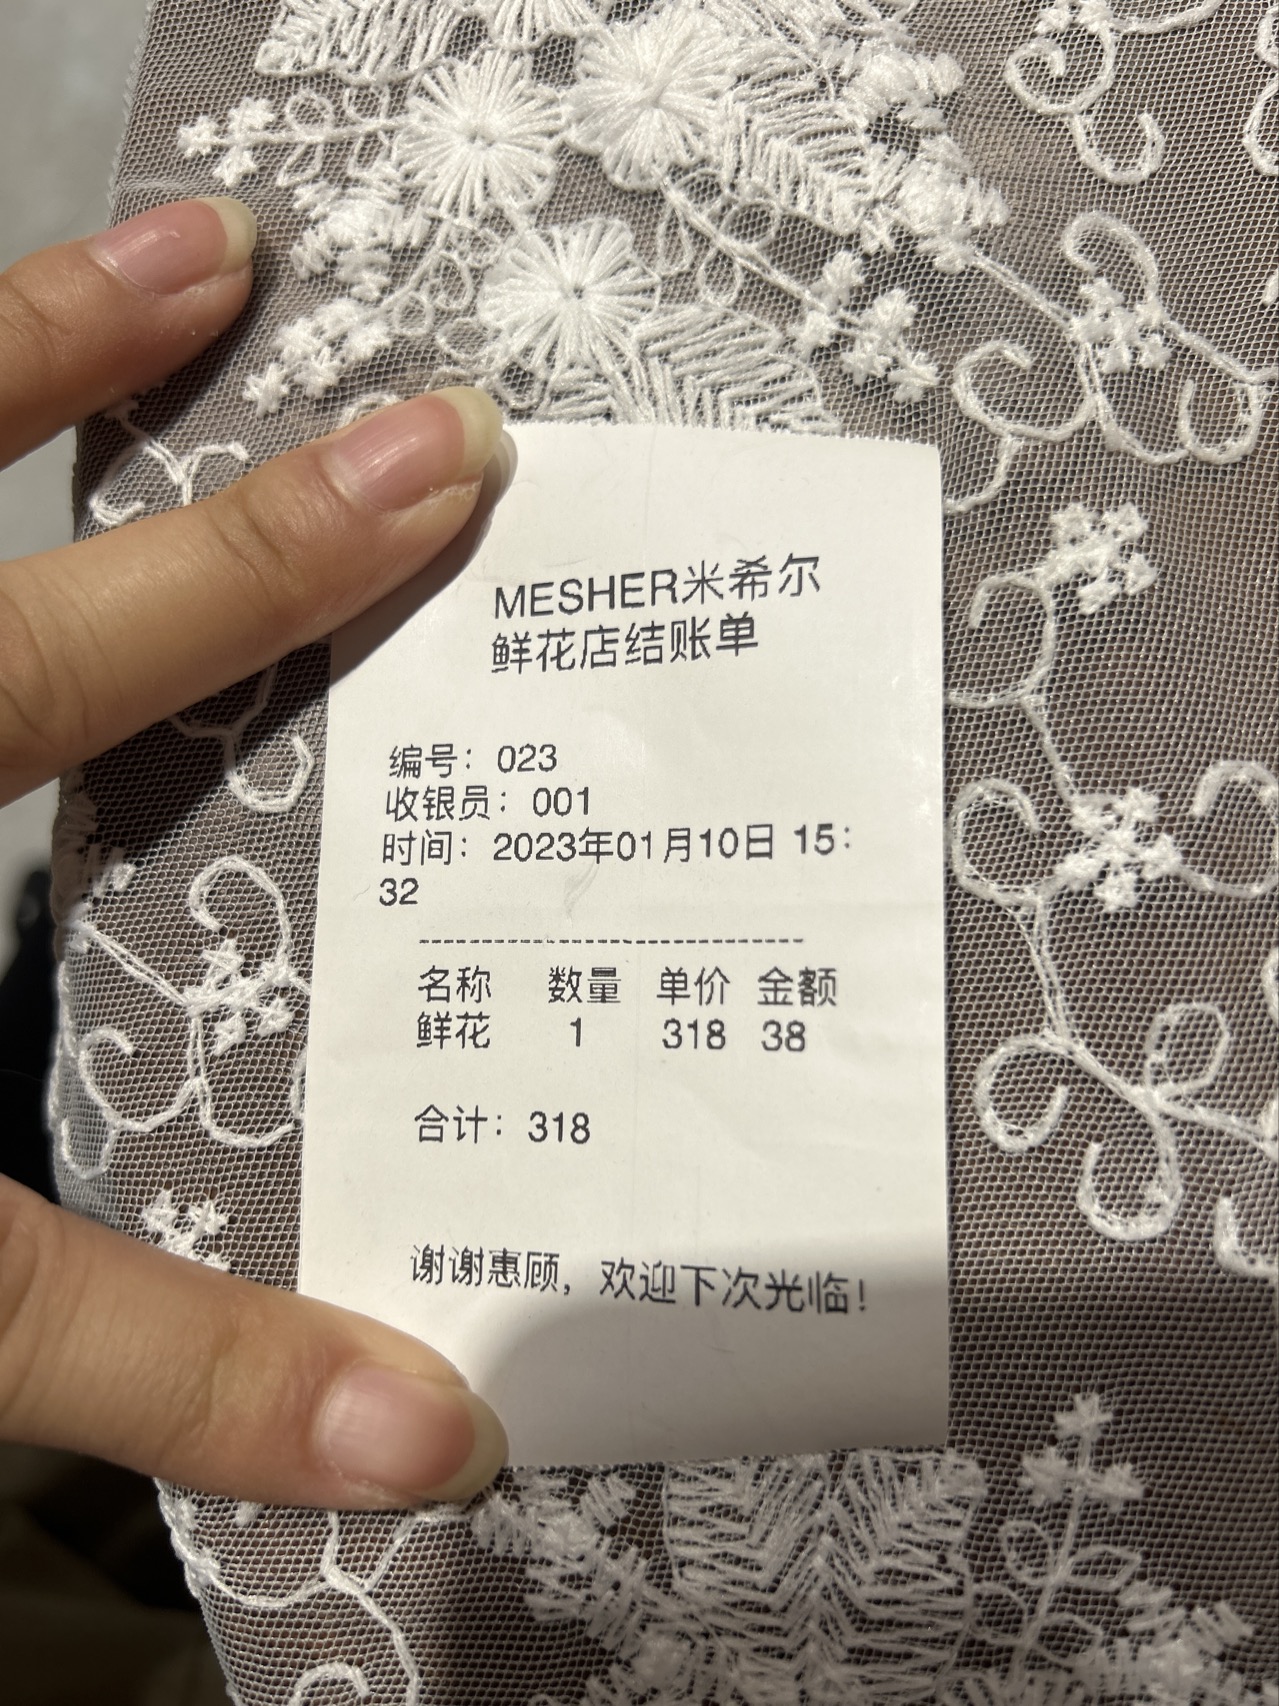 MESHER米希尔
鲜花店结账单
编号：023
收银员：001
时间：2023年01月10日 15：
32
--------------------------------
名称 数量 单价 金额
鲜花 1 318 38
合计：318
谢谢惠顾，欢迎下次光临！